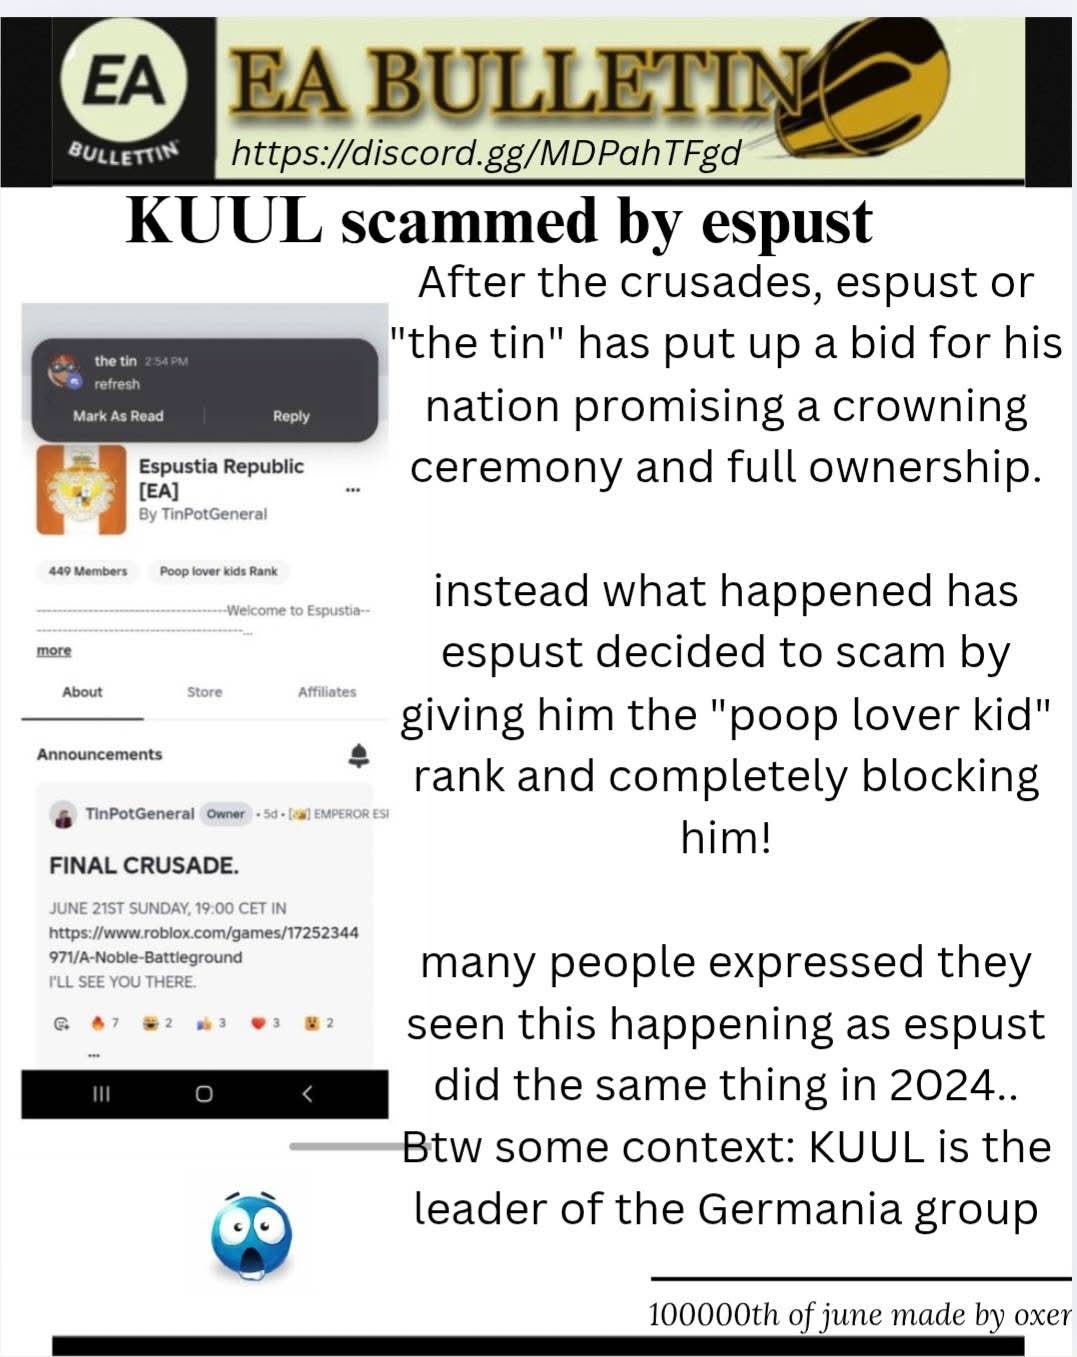 EA
BULLETTIN
EA BULLETIN
https://discord.gg/MDPahTFgd
KUUL scammed by espust
After the crusades, espust or
"the tin" has put up a bid for his
nation promising a crowning
ceremony and full ownership.
instead what happened has
espust decided to scam by
giving him the "poop lover kid"
rank and completely blocking
him!
many people expressed they
seen this happening as espust
did the same thing in 2024..
Btw some context: KUUL is the
leader of the Germania group
the tin 2:54 PM
refresh
Mark As Read Reply
Espustia Republic
[EA]
...
By TinPotGeneral
449 Members Poop lover kids Rank
------------------------------------Welcome to Espustia--
---------------------------------------...
more
About Store Affiliates
Announcements
TinPotGeneral Owner • 5d • [🐯] EMPEROR ESI
FINAL CRUSADE.
JUNE 21ST SUNDAY, 19:00 CET IN
https://www.roblox.com/games/17252344
971/A-Noble-Battleground
I'LL SEE YOU THERE.
7 2 3 3 2
...
100000th of june made by oxer